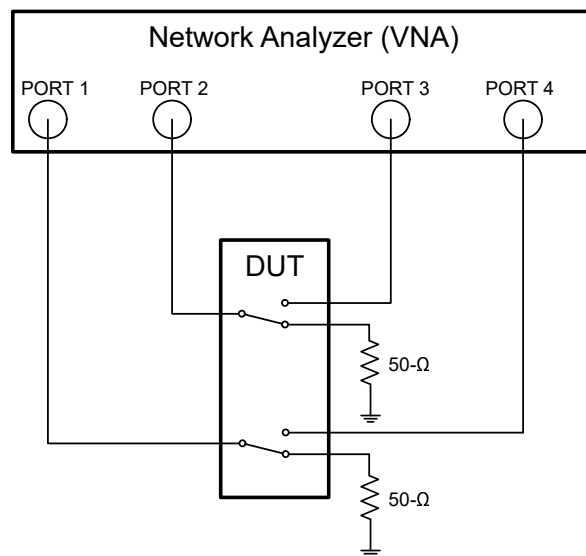 Network Analyzer (VNA)
PORT 1 PORT 2 PORT 3 PORT 4
DUT
50-Ω
50-Ω